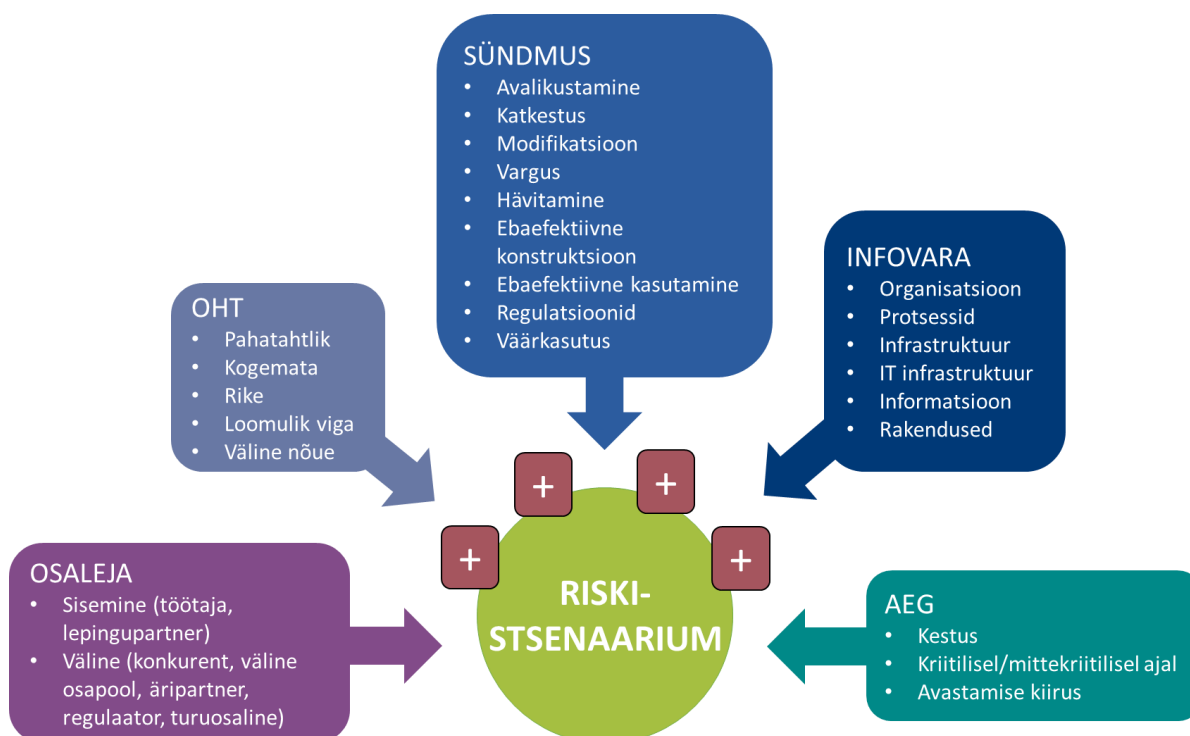 SÜNDMUS
• Avalikustamine
• Katkestus
• Modifikatsioon
• Vargus
• Hävitamine
• Ebaefektiivne
konstruktsioon
• Ebaefektiivne kasutamine
• Regulatsioonid
• Väärkasutus
INFOVARA
• Organisatsioon
• Protsessid
• Infrastruktuur
• IT infrastruktuur
• Informatsioon
• Rakendused
OHT
• Pahatahtlik
• Kogemata
• Rike
• Loomulik viga
• Väline nõue
+
+
+
+
OSALEJA
• Sisemine (töötaja,
lepingupartner)
• Väline (konkurent, väline
osapool, äripartner,
regulaator, turuosaline)
RISKI-
STSENAARIUM
AEG
• Kestus
• Kriitilisel/mittekriitilisel ajal
• Avastamise kiirus